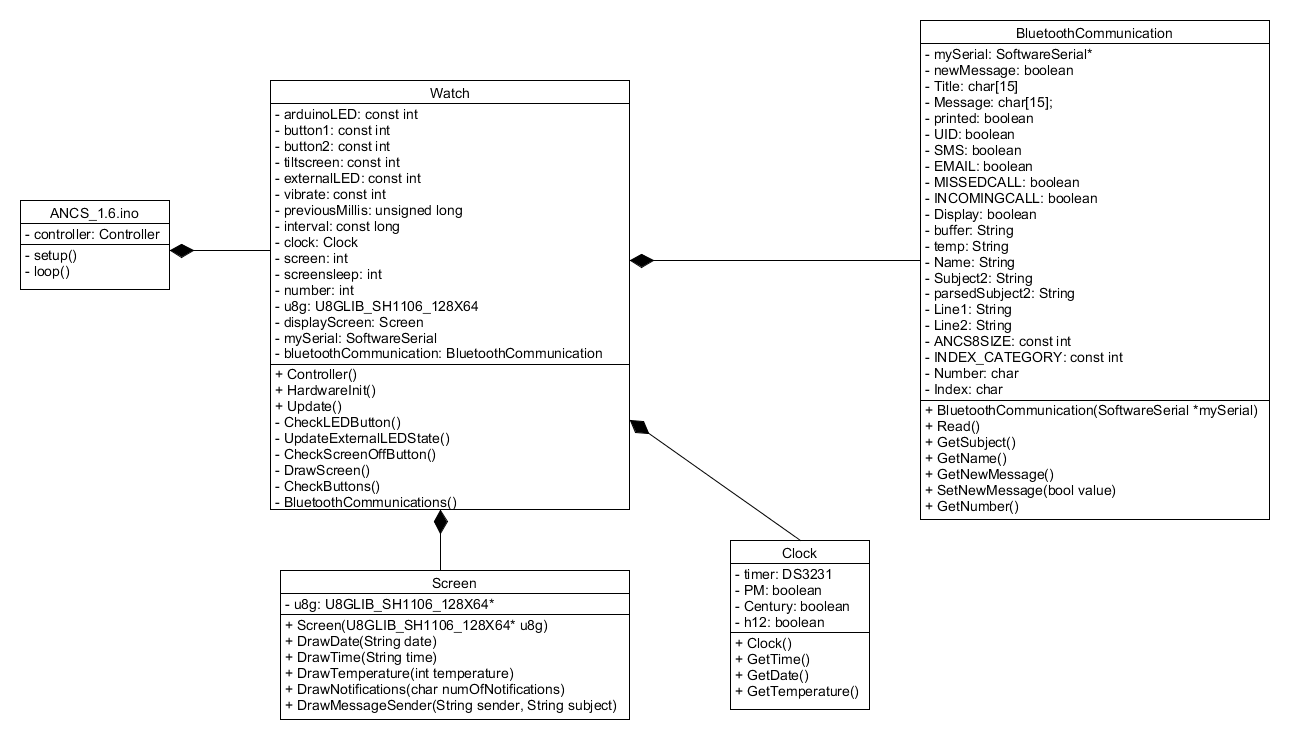 ANCS_1.6.ino
- controller: Controller
- setup()
- loop()
Watch
- arduinoLED: const int
- button1: const int
- button2: const int
- tiltscreen: const int
- externalLED: const int
- vibrate: const int
- previousMillis: unsigned long
- interval: const long
- clock: Clock
- screen: int
- screensleep: int
- number: int
- u8g: U8GLIB_SH1106_128X64
- displayScreen: Screen
- mySerial: SoftwareSerial
- bluetoothCommunication: BluetoothCommunication
+ Controller()
+ HardwareInit()
+ Update()
- CheckLEDButton()
- UpdateExternalLEDState()
- CheckScreenOffButton()
- DrawScreen()
- CheckButtons()
- BluetoothCommunications()
BluetoothCommunication
- mySerial: SoftwareSerial*
- newMessage: boolean
- Title: char[15]
- Message: char[15];
- printed: boolean
- UID: boolean
- SMS: boolean
- EMAIL: boolean
- MISSEDCALL: boolean
- INCOMINGCALL: boolean
- Display: boolean
- buffer: String
- temp: String
- Name: String
- Subject2: String
- parsedSubject2: String
- Line1: String
- Line2: String
- ANCS8SIZE: const int
- INDEX_CATEGORY: const int
- Number: char
- Index: char
+ BluetoothCommunication(SoftwareSerial *mySerial)
+ Read()
+ GetSubject()
+ GetName()
+ GetNewMessage()
+ SetNewMessage(bool value)
+ GetNumber()
Screen
- u8g: U8GLIB_SH1106_128X64*
+ Screen(U8GLIB_SH1106_128X64* u8g)
+ DrawDate(String date)
+ DrawTime(String time)
+ DrawTemperature(int temperature)
+ DrawNotifications(char numOfNotifications)
+ DrawMessageSender(String sender, String subject)
Clock
- timer: DS3231
- PM: boolean
- Century: boolean
- h12: boolean
+ Clock()
+ GetTime()
+ GetDate()
+ GetTemperature()